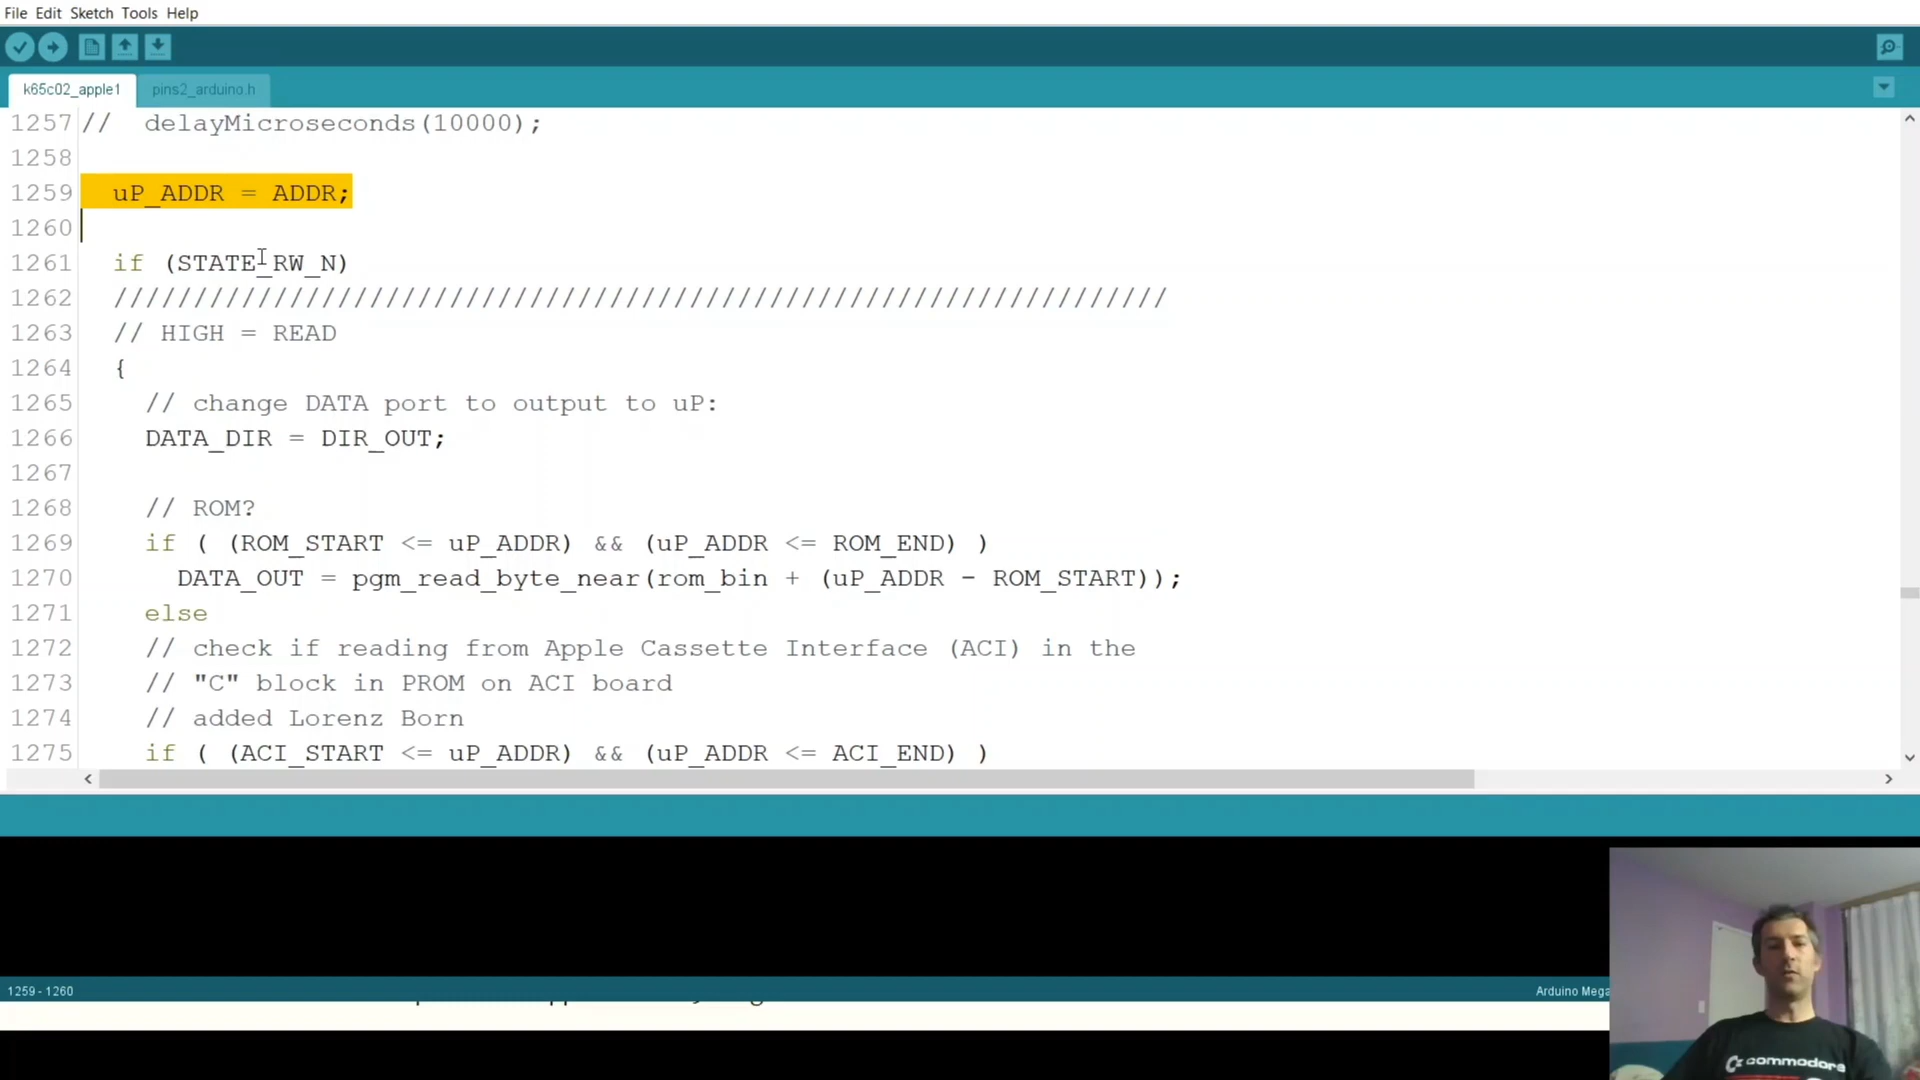 File Edit Sketch Tools Help
k65c02_apple1 pins2_arduino.h
1257 // delayMicroseconds(10000);
1258
1259 uP_ADDR = ADDR;
1260
1261 if (STATE_RW_N)
1262 //////////////////////////////////////////////////////////////////
1263 // HIGH = READ
1264 {
1265 // change DATA port to output to uP:
1266 DATA_DIR = DIR_OUT;
1267
1268 // ROM?
1269 if ( (ROM_START <= uP_ADDR) && (uP_ADDR <= ROM_END) )
1270 DATA_OUT = pgm_read_byte_near(rom_bin + (uP_ADDR - ROM_START));
1271 else
1272 // check if reading from Apple Cassette Interface (ACI) in the
1273 // "C" block in PROM on ACI board
1274 // added Lorenz Born
1275 if ( (ACI_START <= uP_ADDR) && (uP_ADDR <= ACI_END) )
1259 - 1260 Arduino Mega
commodore